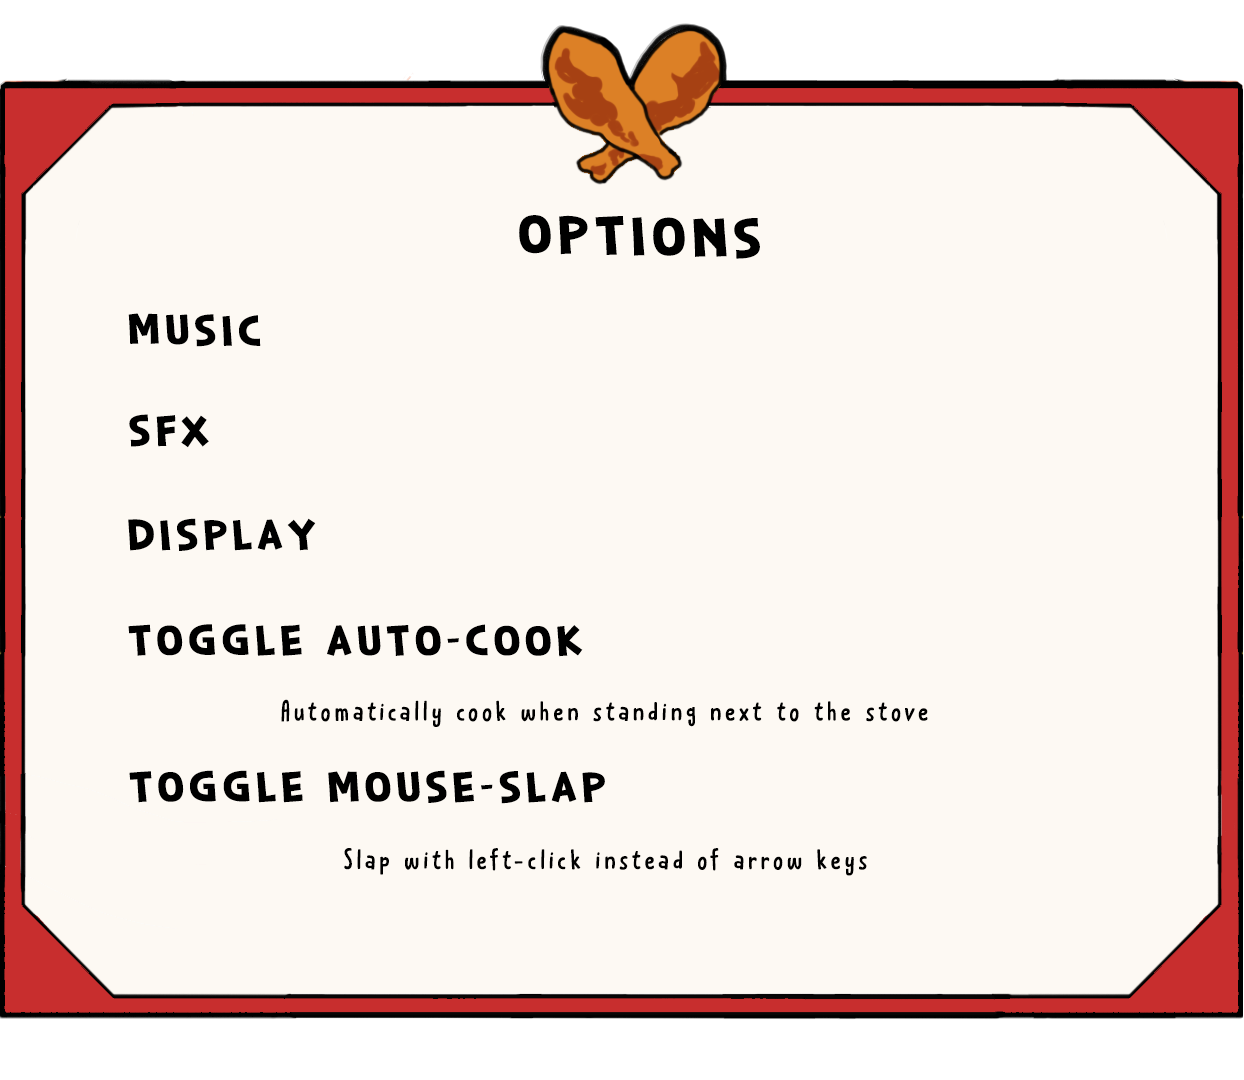 OPTIONS
MUSIC
SFX
DISPLAY
TOGGLE AUTO-COOK
Automatically cook when standing next to the stove
TOGGLE MOUSE-SLAP
Slap with left-click instead of arrow keys